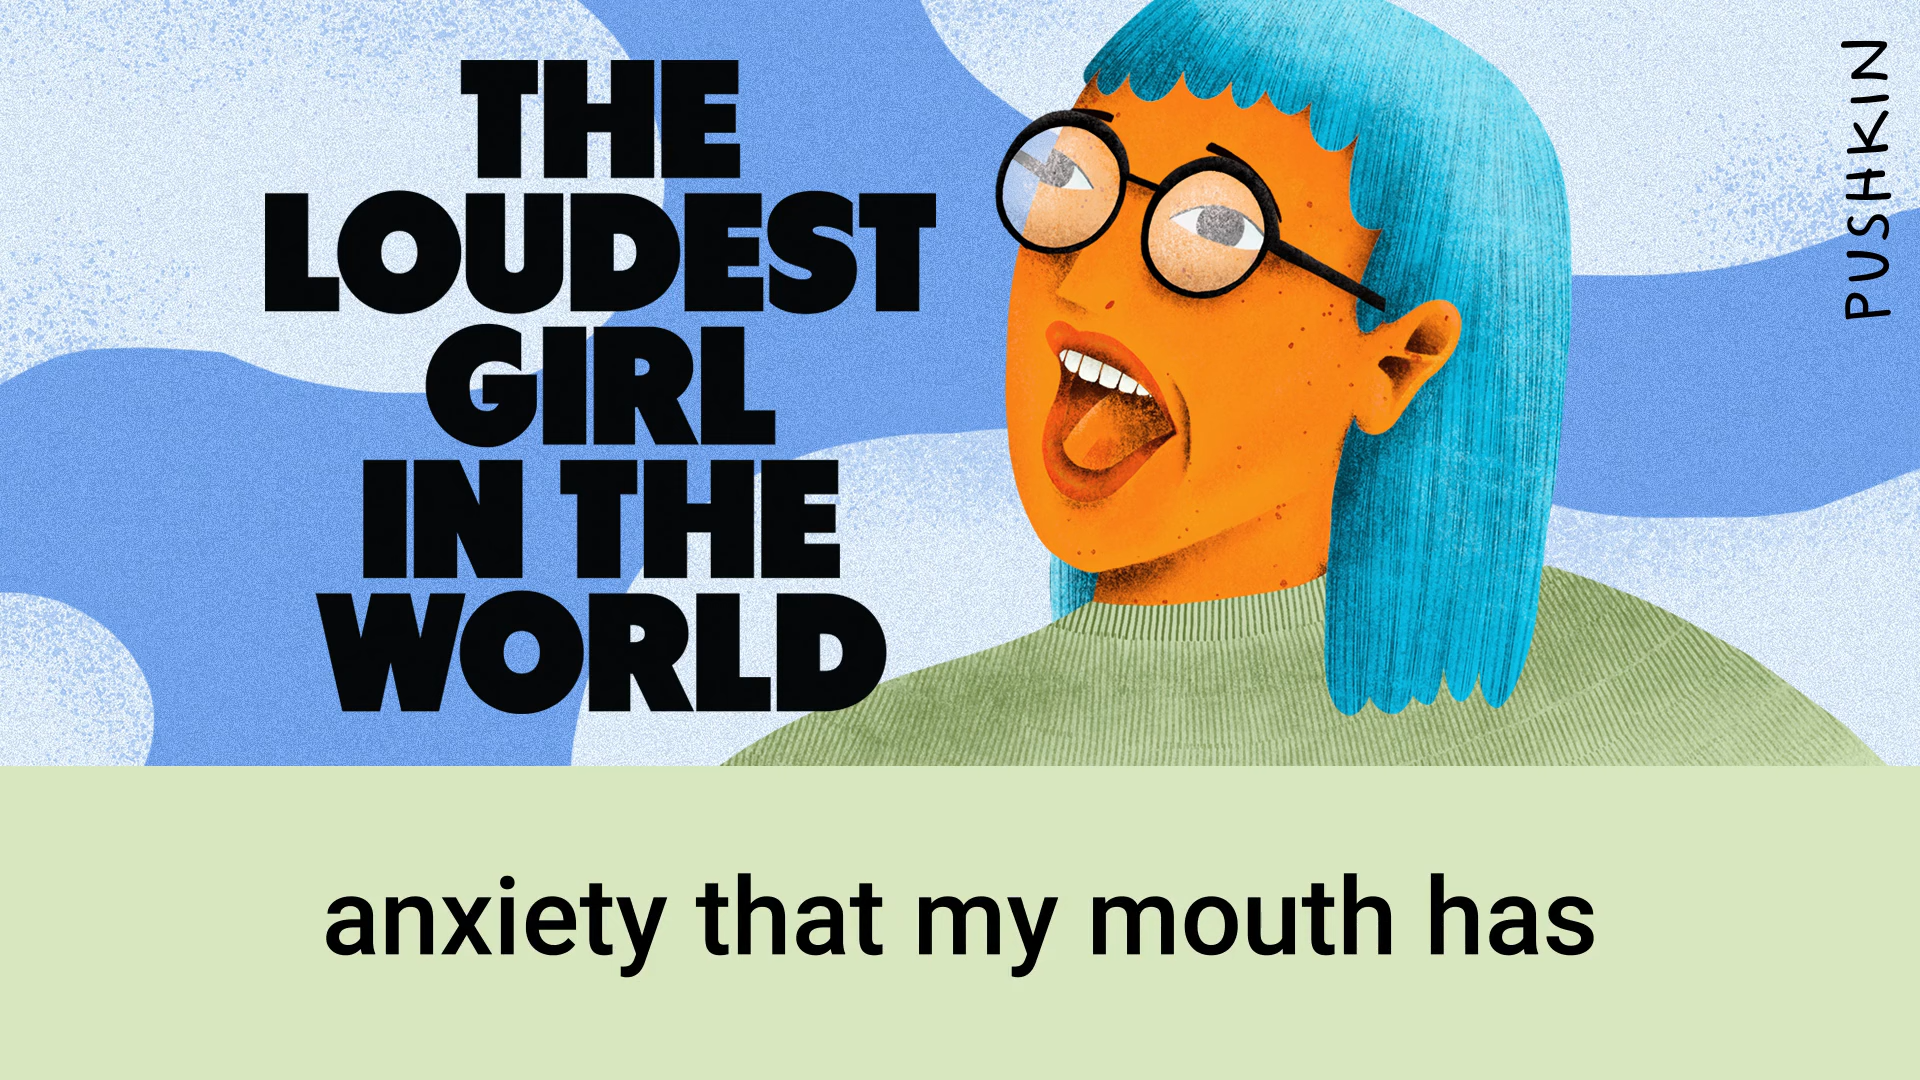 THE
LOUDEST
GIRL
IN THE
WORLD
PUSHKIN
anxiety that my mouth has